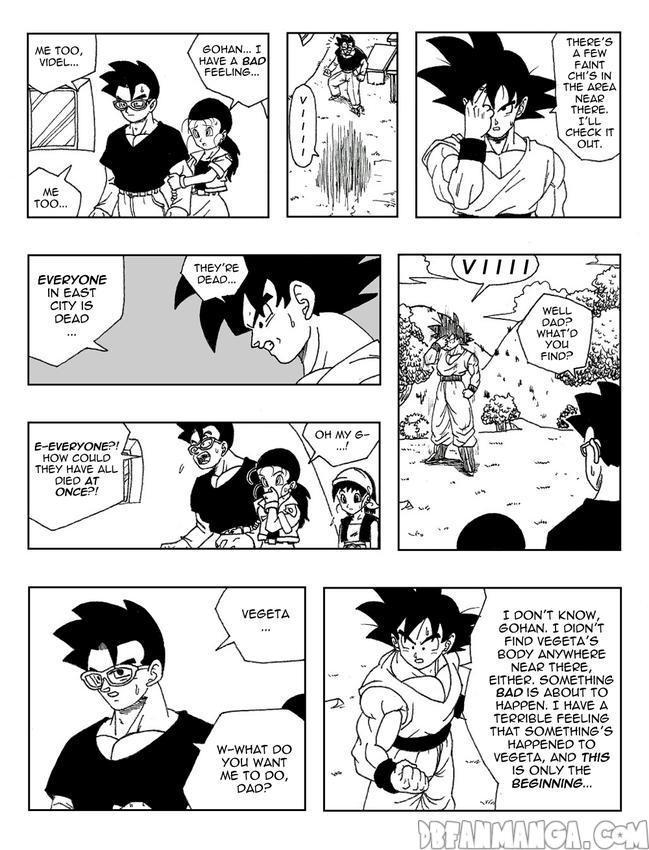 THERE'S
A FEW
FAINT
CHI'S IN
THE AREA
NEAR
THERE.
I'LL
CHECK IT
OUT.
VIIII
GOHAN... I
HAVE A BAD
FEELING...
ME TOO,
VIDEL...
ME
TOO...
VIIII
WELL
DAD?
WHAT'D
YOU
FIND?
THEY'RE
DEAD...
EVERYONE
IN EAST
CITY IS
DEAD
...
OH MY G-
...!
E-EVERYONE?!
HOW COULD
THEY HAVE ALL
DIED AT
ONCE?!
I DON'T KNOW,
GOHAN. I DIDN'T
FIND VEGETA'S
BODY ANYWHERE
NEAR THERE,
EITHER. SOMETHING
BAD IS ABOUT TO
HAPPEN. I HAVE A
TERRIBLE FEELING
THAT SOMETHING'S
HAPPENED TO
VEGETA, AND THIS
IS ONLY THE
BEGINNING...
VEGETA
...
W-WHAT DO
YOU WANT
ME TO DO,
DAD?
DBFANMANGA.COM